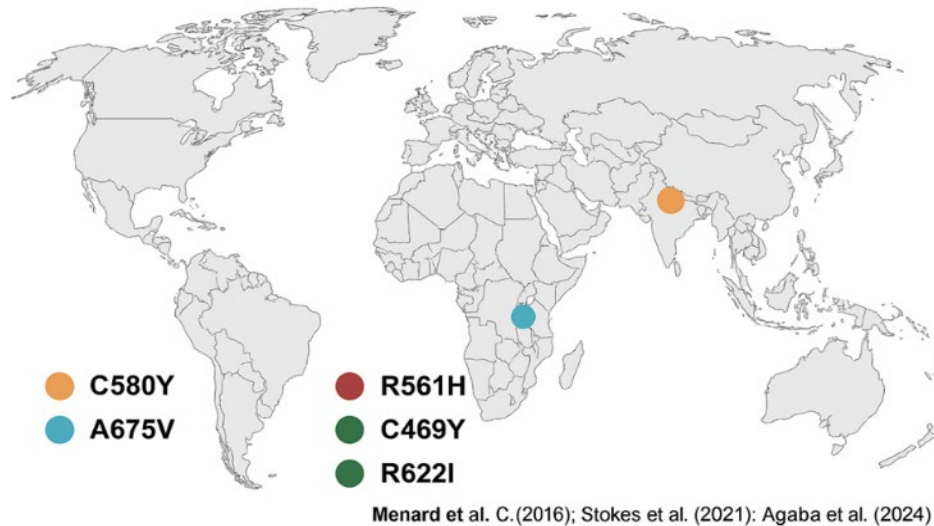 C580Y
A675V
R561H
C469Y
R622I
Menard et al. C.(2016); Stokes et al. (2021): Agaba et al. (2024)